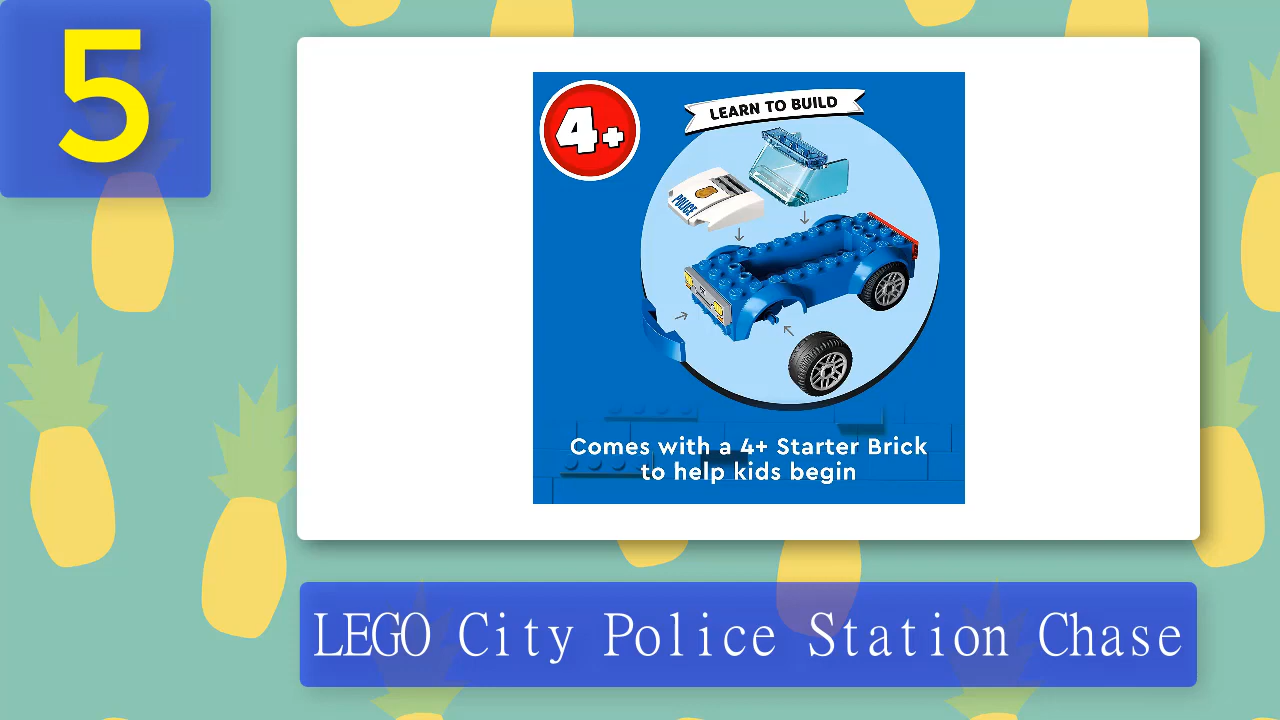 5
4+
LEARN TO BUILD
POLICE
Comes with a 4+ Starter Brick
to help kids begin
LEGO City Police Station Chase